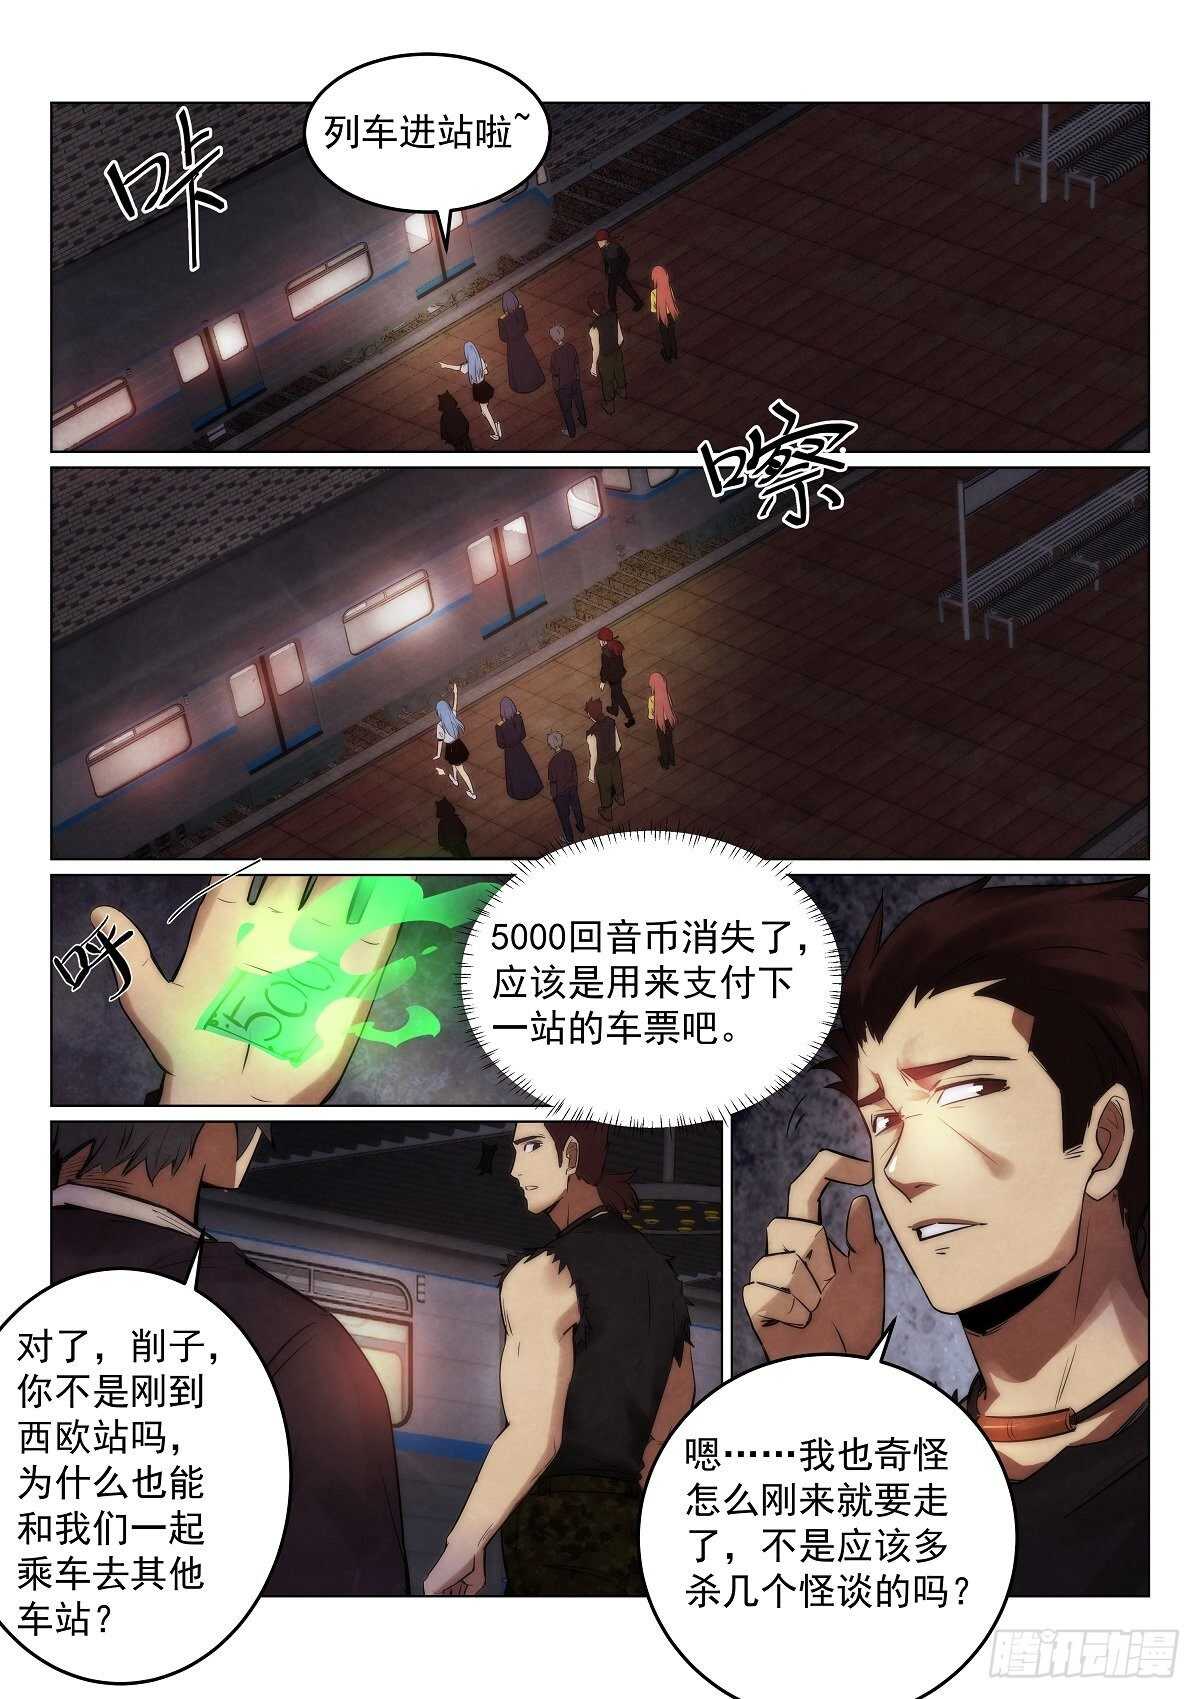 列车进站啦~
咔
嚓
呼
500
5000回音币消失了，
应该是用来支付下
一站的车票吧。
对了，削子，
你不是刚到
西欧站吗，
为什么也能
和我们一起
乘车去其他
车站？
嗯……我也奇怪
怎么刚来就要走
了，不是应该多
杀几个怪谈的吗？
腾讯动漫